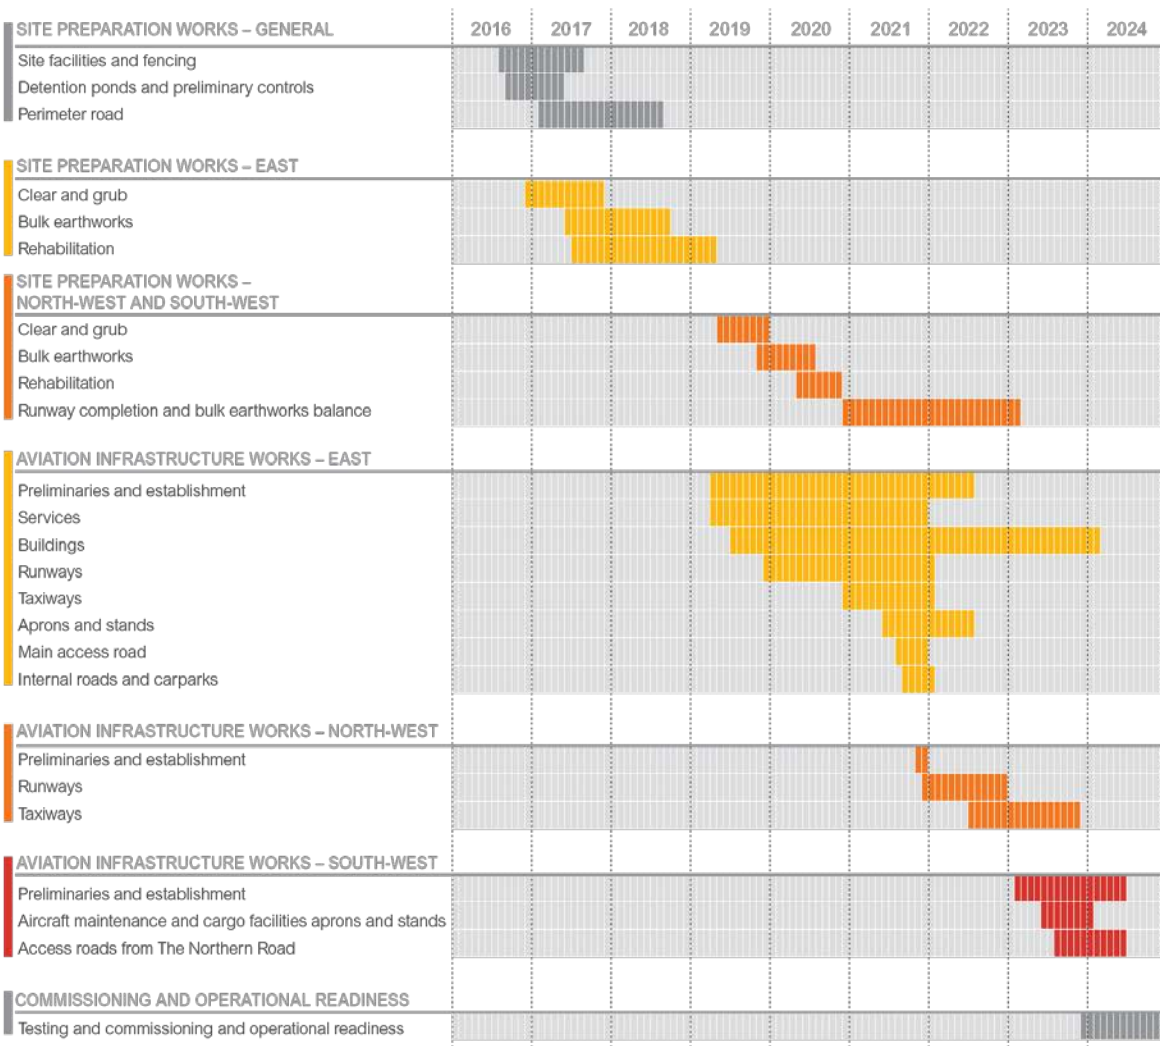 SITE PREPARATION WORKS – GENERAL
2016 2017 2018 2019 2020 2021 2022 2023 2024
Site facilities and fencing
Detention ponds and preliminary controls
Perimeter road
SITE PREPARATION WORKS – EAST
Clear and grub
Bulk earthworks
Rehabilitation
SITE PREPARATION WORKS –
NORTH-WEST AND SOUTH-WEST
Clear and grub
Bulk earthworks
Rehabilitation
Runway completion and bulk earthworks balance
AVIATION INFRASTRUCTURE WORKS – EAST
Preliminaries and establishment
Services
Buildings
Runways
Taxiways
Aprons and stands
Main access road
Internal roads and carparks
AVIATION INFRASTRUCTURE WORKS – NORTH-WEST
Preliminaries and establishment
Runways
Taxiways
AVIATION INFRASTRUCTURE WORKS – SOUTH-WEST
Preliminaries and establishment
Aircraft maintenance and cargo facilities aprons and stands
Access roads from The Northern Road
COMMISSIONING AND OPERATIONAL READINESS
Testing and commissioning and operational readiness